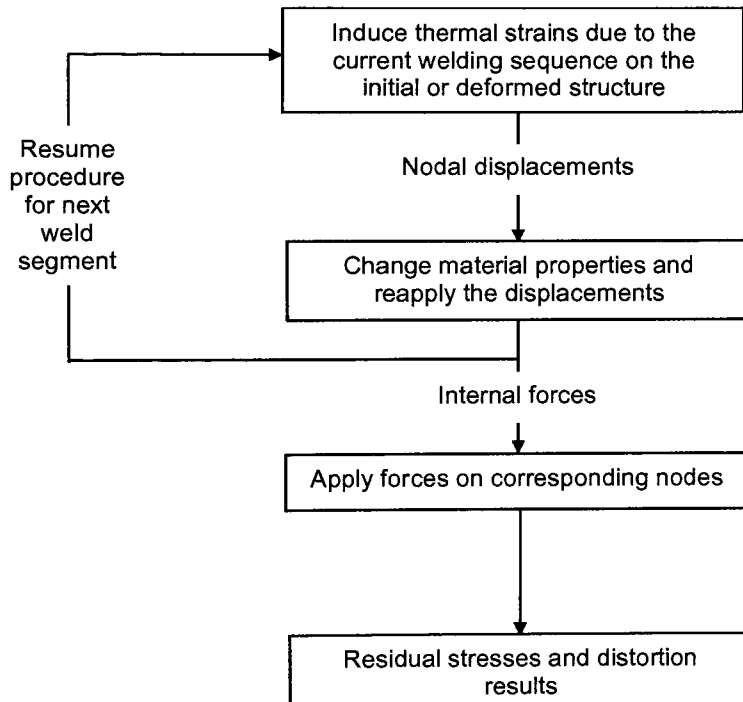 Induce thermal strains due to the
current welding sequence on the
initial or deformed structure
Resume
procedure
for next
weld
segment
Nodal displacements
Change material properties and
reapply the displacements
Internal forces
Apply forces on corresponding nodes
Residual stresses and distortion
results